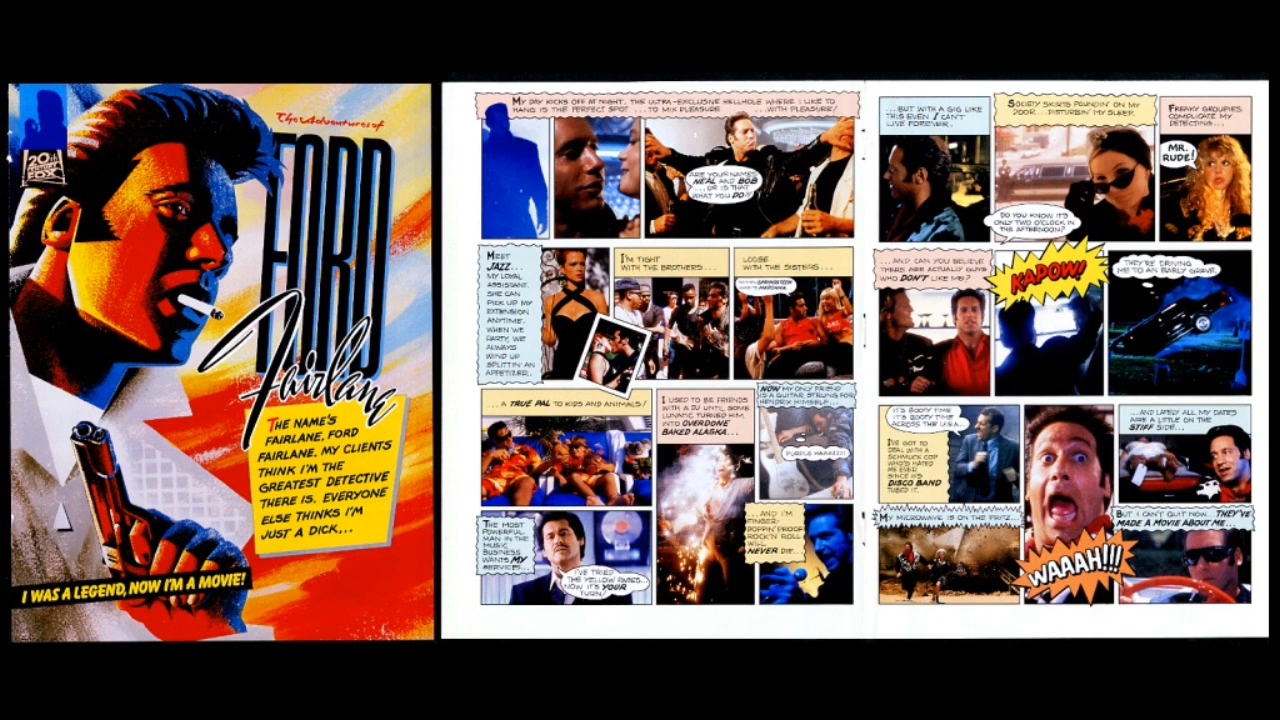 20th
CENTURY
FOX
The Adventures of
FORD
Fairlane
THE NAME'S
FAIRLANE, FORD
FAIRLANE. MY CLIENTS
THINK I'M THE
GREATEST DETECTIVE
THERE IS. EVERYONE
ELSE THINKS I'M
JUST A DICK...
I WAS A LEGEND, NOW I'M A MOVIE!
MY DAY KICKS OFF AT NIGHT. THE ULTRA-EXCLUSIVE HELLHOLE WHERE I LIKE TO
HANG IS THE PERFECT SPOT ...TO MIX PLEASURE ...WITH PLEASURE!
ARE YOUR NAMES
NEAL AND BOB
...OR IS THAT
WHAT YOU DO?
MEET
JAZZ...
MY LOYAL
ASSISTANT.
SHE CAN
PICK UP MY
EXTENSION
ANYTIME.
WHEN WE
PARTY, WE
ALWAYS
WIND UP
SPLITTIN' AN
APPETIZER.
I'M TIGHT
WITH THE BROTHERS...
LOOSE
WITH THE SISTERS...
...A TRUE PAL TO KIDS AND ANIMALS!
I USED TO BE FRIENDS
WITH A DJ UNTIL SOME
LUNATIC TURNED HIM
INTO OVERDONE
BAKED ALASKA...
NOW MY ONLY FRIEND
IS A GUITAR, STRUNG FOR
HENDRIX HIMSELF...
PURPLE HAAAZE!!!
THE MOST
POWERFUL
MAN IN THE
MUSIC
BUSINESS
WANTS MY
SERVICES...
I'VE TRIED
THE YELLOW PAGES...
NOW IT'S YOUR
TURN!
...AND I'M
FINGER-
POPPIN' PROOF
ROCK'N ROLL
WILL
NEVER DIE...
...BUT WITH A GIG LIKE
THIS EVEN I CAN'T
LIVE FOREVER.
SOCIETY SKIRTS POUNDIN' ON MY
DOOR...DISTURBIN' MY SLEEP.
DO YOU KNOW IT'S
ONLY TWO O'CLOCK IN
THE AFTERNOON?
FREAKY GROUPIES
COMPLICATE MY
DETECTING...
MR.
RUDE!
...AND CAN YOU BELIEVE
THERE ARE ACTUALLY GUYS
WHO DON'T LIKE ME?
KAPOW!
THEY'RE DRIVING
ME TO AN EARLY GRAVE.
IT'S BOOTY TIME
IT'S BOOTY TIME
ACROSS THE U.S.A...
I'VE GOT TO
DEAL WITH A
SCHMUCK COP
WHO'S HATED
ME EVER
SINCE HIS
DISCO BAND
TUBED IT.
...AND LATELY ALL MY DATES
ARE A LITTLE ON THE
STIFF SIDE...
MY MICROWAVE IS ON THE FRITZ...
WAAAH!!!
BUT I CAN'T QUIT NOW...THEY'VE
MADE A MOVIE ABOUT ME...